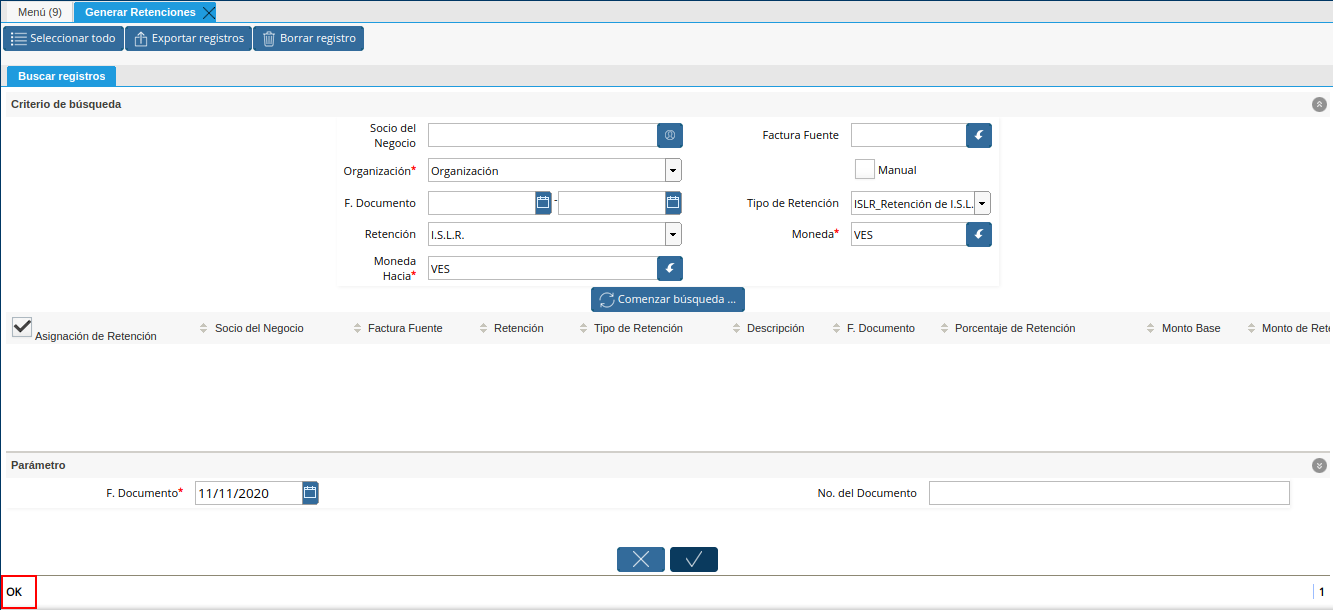 Menú (9)
Generar Retenciones
Seleccionar todo
Exportar registros
Borrar registro
Buscar registros
Criterio de búsqueda
Socio del
Negocio
Factura Fuente
Organización*
Organización
Manual
F. Documento
-
Tipo de Retención
ISLR_Retención de I.S.L.
Retención
I.S.L.R.
Moneda*
VES
Moneda
Hacia*
VES
Comenzar búsqueda ...
Asignación de Retención
Socio del Negocio
Factura Fuente
Retención
Tipo de Retención
Descripción
F. Documento
Porcentaje de Retención
Monto Base
Monto de Rete
Parámetro
F. Documento*
11/11/2020
No. del Documento
OK
1